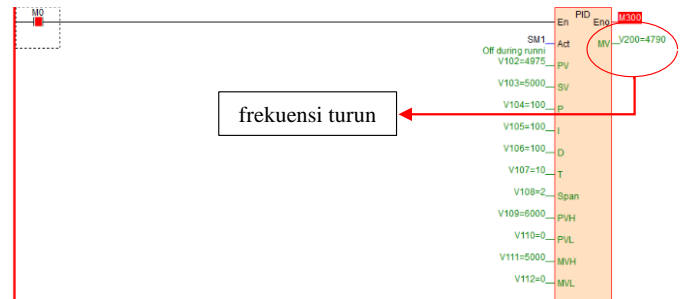 M0
PID
En Eno M300
SM1 Act MV V200=4790
Off during runni
V102=4975 PV
V103=5000 SV
frekuensi turun
V104=100 P
V105=100 I
V106=100 D
V107=10 T
V108=2 Span
V109=6000 PVH
V110=0 PVL
V111=5000 MVH
V112=0 MVL